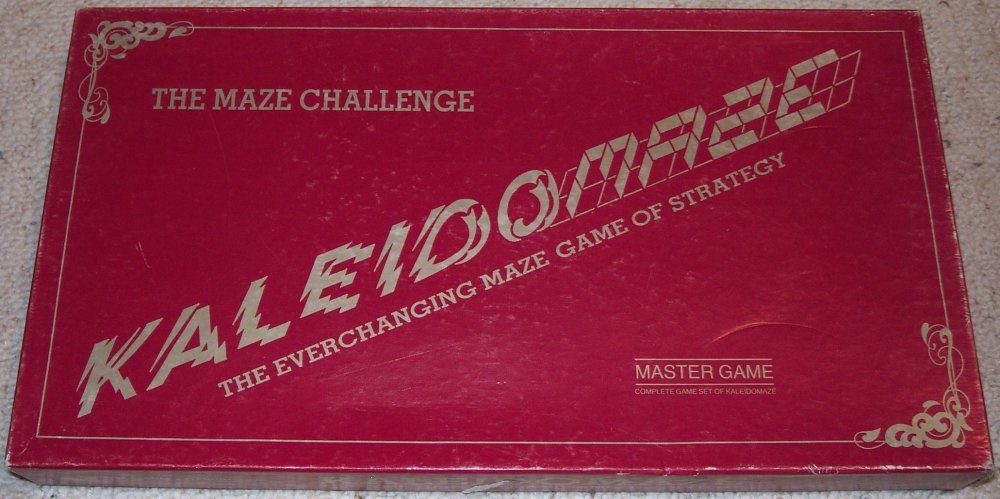 THE MAZE CHALLENGE
KALEIDOMAZE
THE EVERCHANGING MAZE GAME OF STRATEGY
MASTER GAME
COMPLETE GAME SET OF KALEIDOMAZE